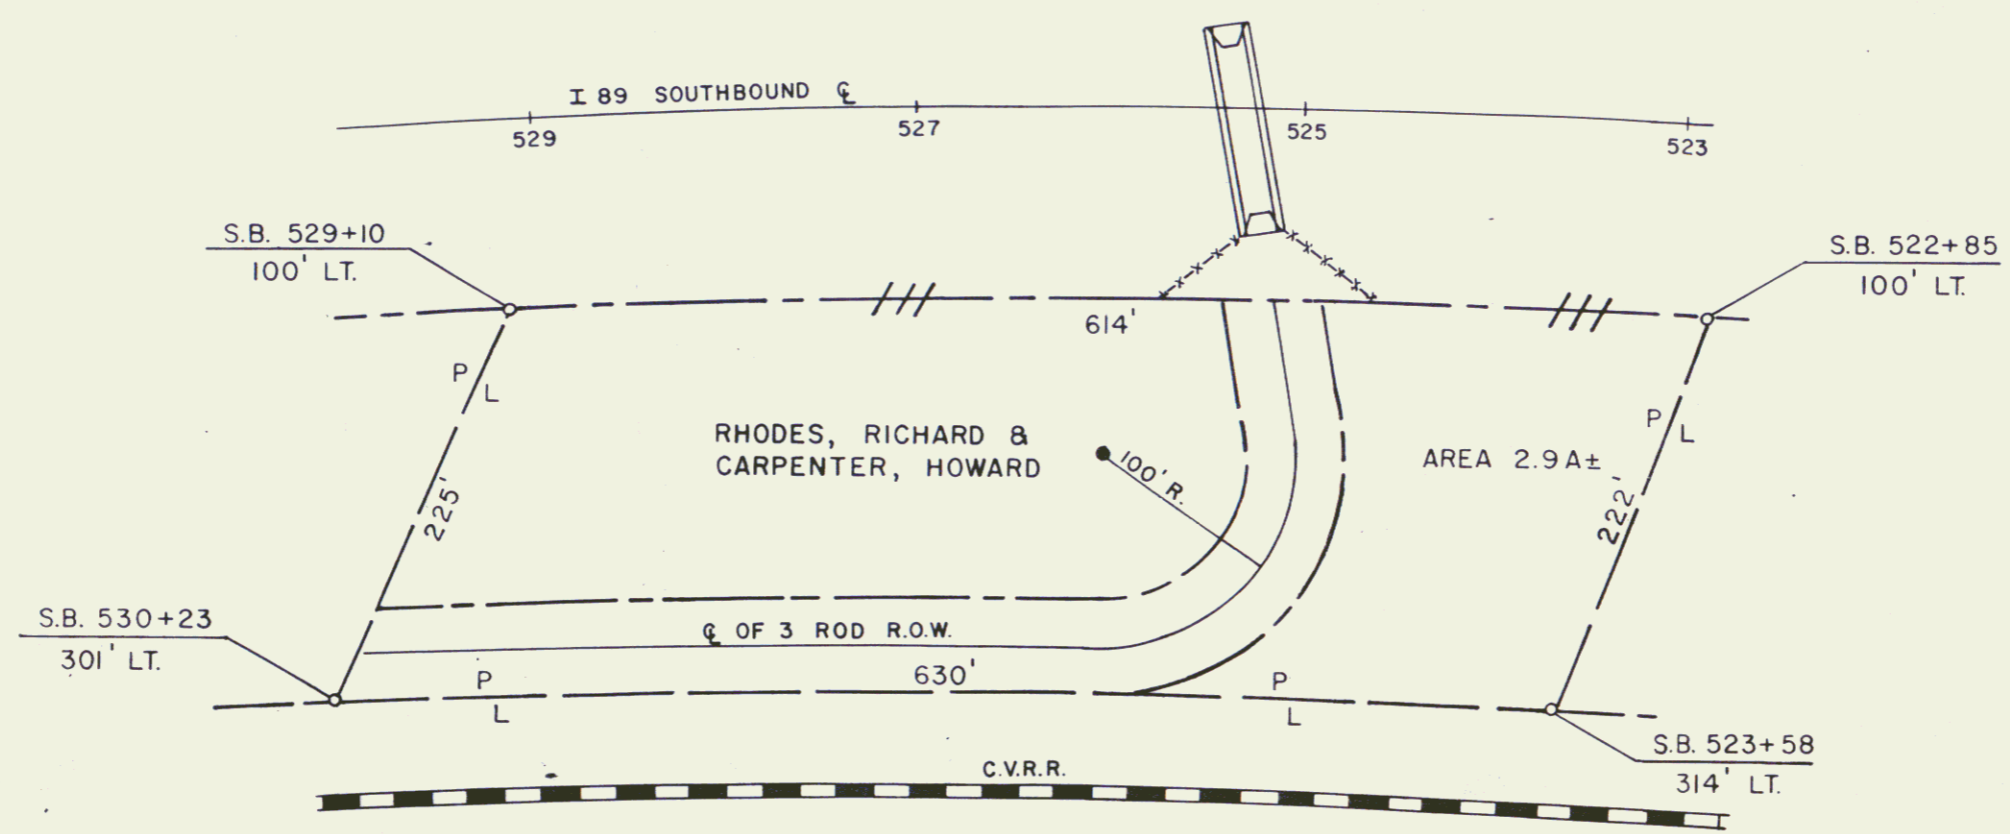 I 89 SOUTHBOUND ℄
529
527
525
523
S.B. 529+10
100' LT.
S.B. 522+85
100' LT.
614'
P
L
RHODES, RICHARD &
CARPENTER, HOWARD
100' R.
AREA 2.9 A±
P
L
225'
222'
S.B. 530+23
301' LT.
℄ OF 3 ROD R.O.W.
630'
P
L
P
L
S.B. 523+58
314' LT.
C.V.R.R.